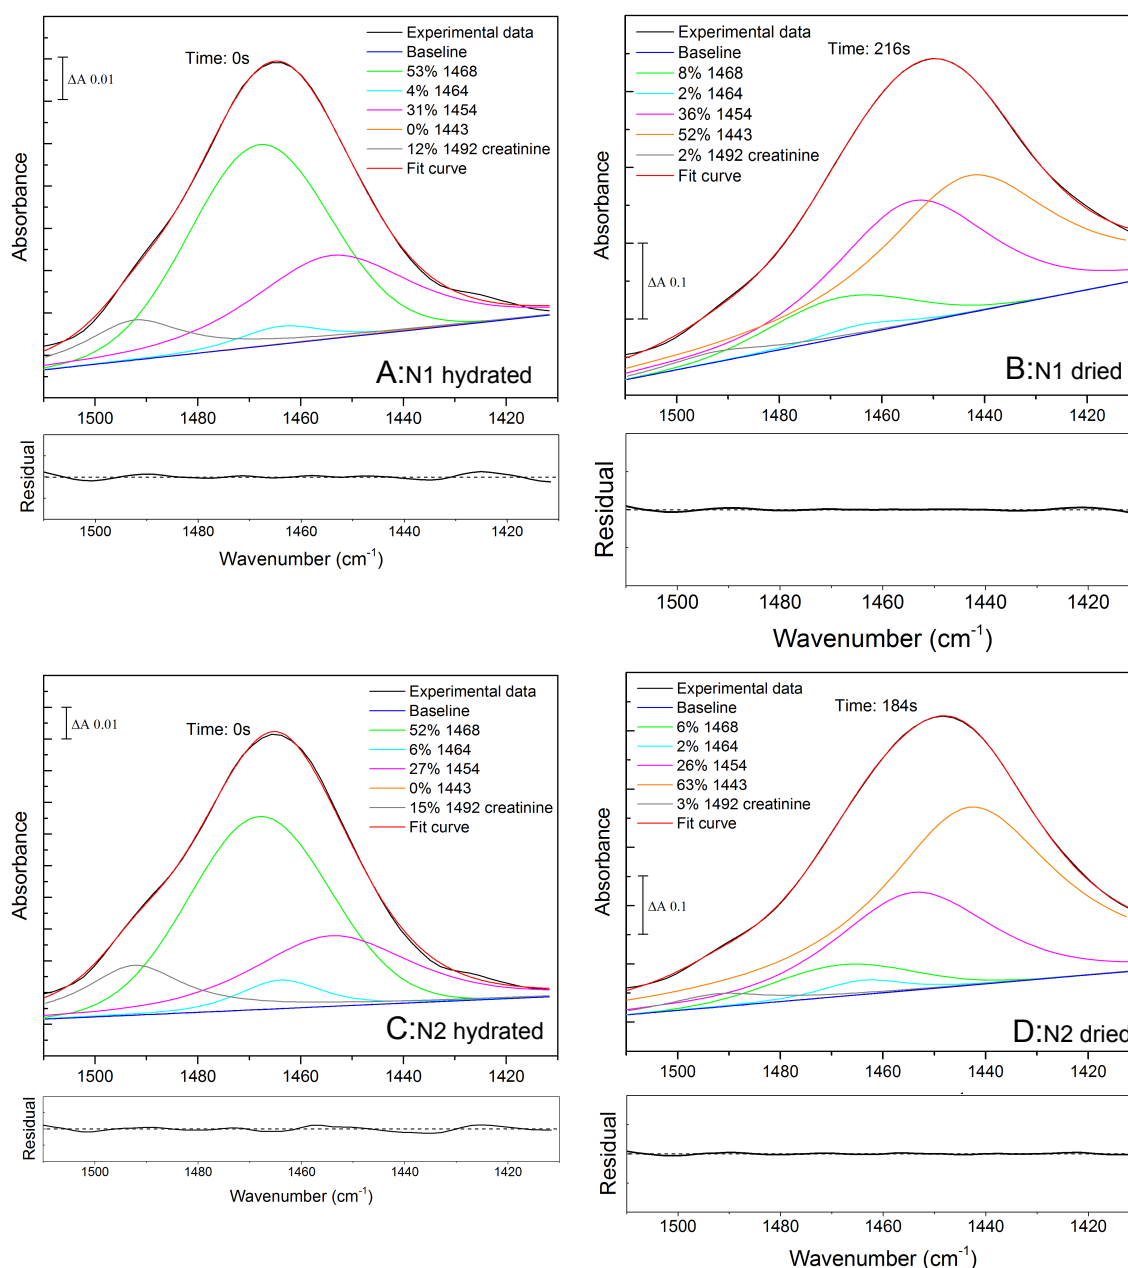 Experimental data
Baseline
53% 1468
4% 1464
31% 1454
0% 1443
12% 1492 creatinine
Fit curve
Time: 0s
ΔA 0.01
Absorbance
A:N1 hydrated
1500 1480 1460 1440 1420
Residual
1500 1480 1460 1440 1420
Wavenumber (cm⁻¹)
Experimental data
Baseline
8% 1468
2% 1464
36% 1454
52% 1443
2% 1492 creatinine
Fit curve
Time: 216s
ΔA 0.1
Absorbance
B:N1 dried
1500 1480 1460 1440 1420
Residual
1500 1480 1460 1440 1420
Wavenumber (cm⁻¹)
Experimental data
Baseline
52% 1468
6% 1464
27% 1454
0% 1443
15% 1492 creatinine
Fit curve
Time: 0s
ΔA 0.01
Absorbance
C:N2 hydrated
1500 1480 1460 1440 1420
Residual
1500 1480 1460 1440 1420
Wavenumber (cm⁻¹)
Experimental data
Baseline
6% 1468
2% 1464
26% 1454
63% 1443
3% 1492 creatinine
Fit curve
Time: 184s
ΔA 0.1
Absorbance
D:N2 dried
1500 1480 1460 1440 1420
Residual
1500 1480 1460 1440 1420
Wavenumber (cm⁻¹)